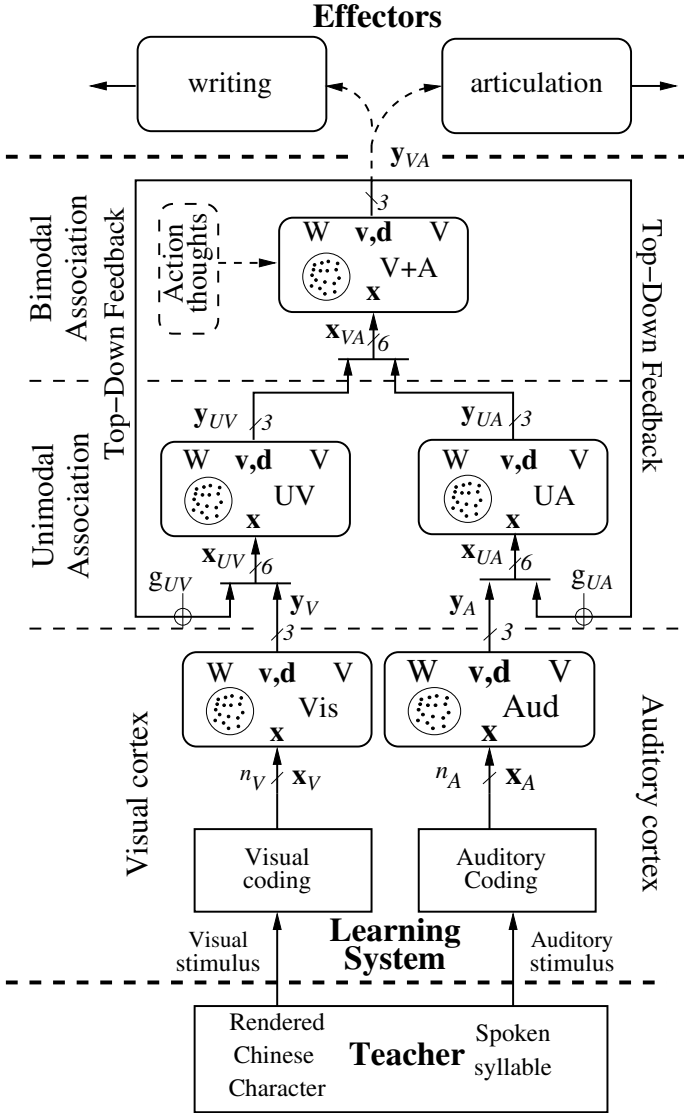 Effectors
writing
articulation
y_VA
3
Bimodal
Association
Top–Down Feedback
Action
thoughts
W v,d V
V+A
x
Top–Down Feedback
x_VA 6
y_UV 3
y_UA 3
Unimodal
Association
W v,d V
UV
x
W v,d V
UA
x
x_UV 6
x_UA 6
g_UV
g_UA
y_V
y_A
3
3
Visual cortex
W v,d V
Vis
x
W v,d V
Aud
x
Auditory cortex
n_V x_V
n_A x_A
Visual
coding
Auditory
Coding
Visual
stimulus
Learning
System
Auditory
stimulus
Rendered
Chinese
Character
Teacher
Spoken
syllable